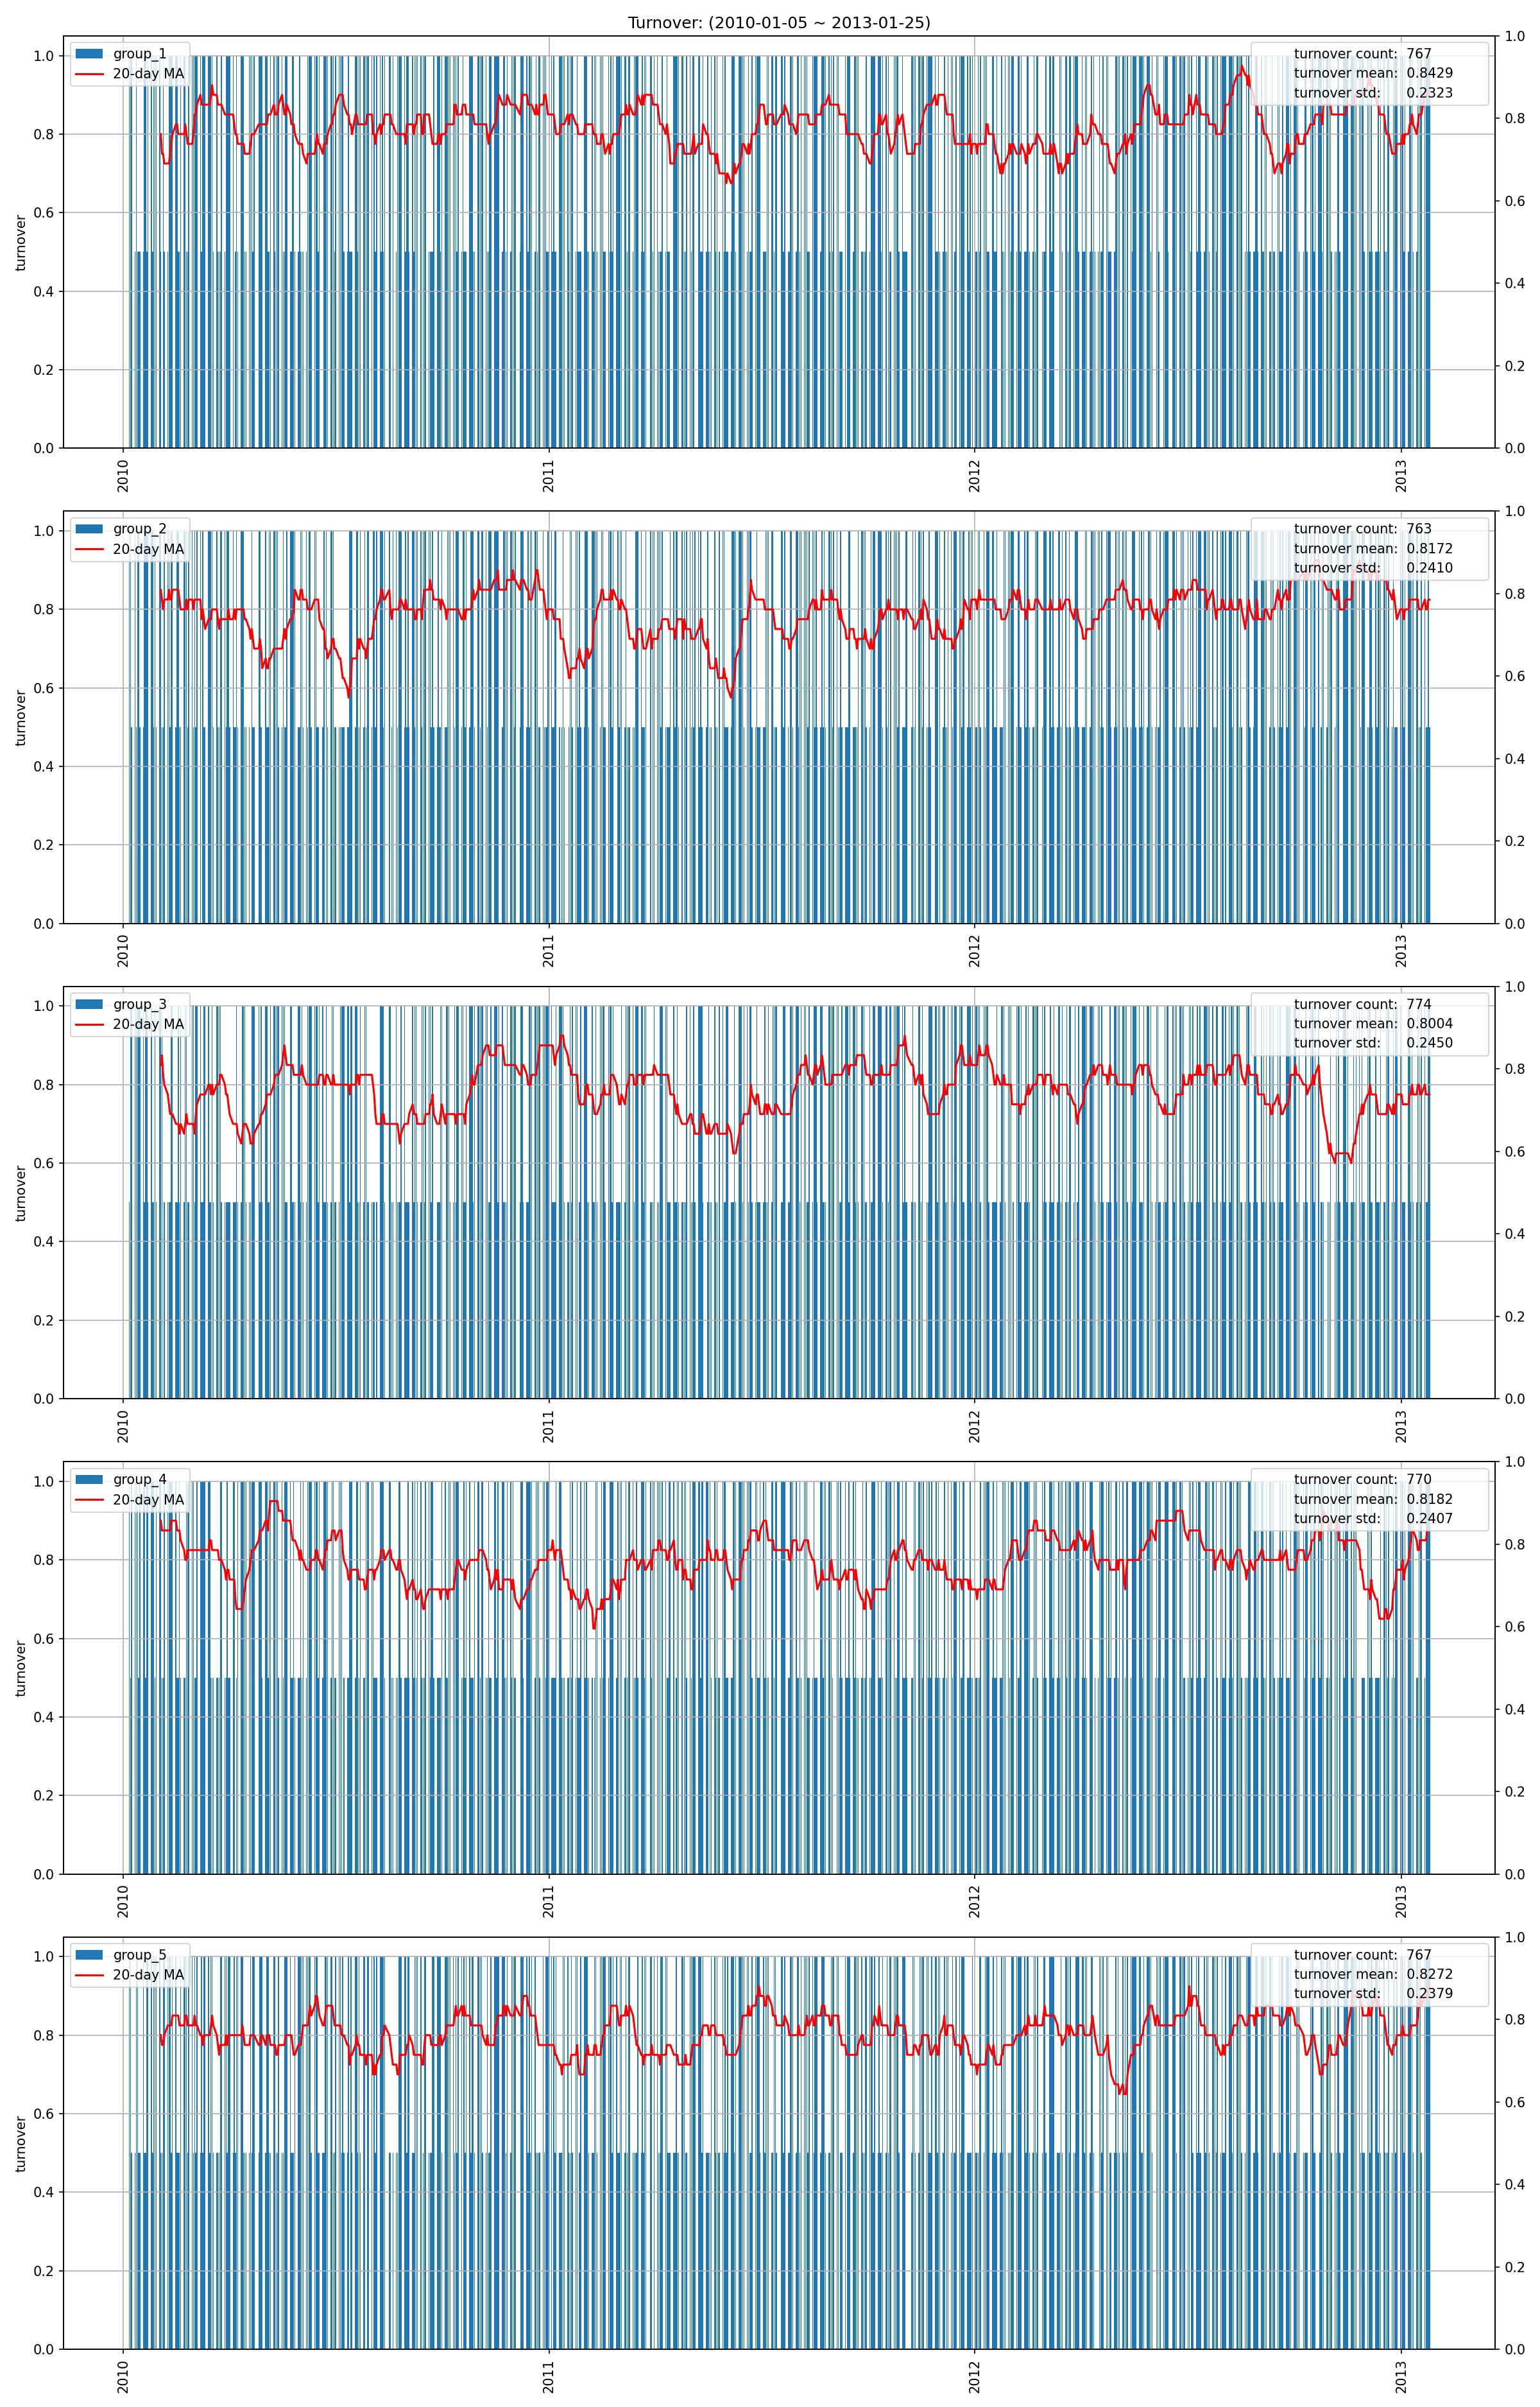 Turnover: (2010-01-05 ~ 2013-01-25)
group_1
20-day MA
turnover count: 767
turnover mean: 0.8429
turnover std: 0.2323
turnover
1.0
0.8
0.6
0.4
0.2
0.0
1.0
0.8
0.6
0.4
0.2
0.0
2010 2011 2012 2013
group_2
20-day MA
turnover count: 763
turnover mean: 0.8172
turnover std: 0.2410
turnover
1.0
0.8
0.6
0.4
0.2
0.0
1.0
0.8
0.6
0.4
0.2
0.0
2010 2011 2012 2013
group_3
20-day MA
turnover count: 774
turnover mean: 0.8004
turnover std: 0.2450
turnover
1.0
0.8
0.6
0.4
0.2
0.0
1.0
0.8
0.6
0.4
0.2
0.0
2010 2011 2012 2013
group_4
20-day MA
turnover count: 770
turnover mean: 0.8182
turnover std: 0.2407
turnover
1.0
0.8
0.6
0.4
0.2
0.0
1.0
0.8
0.6
0.4
0.2
0.0
2010 2011 2012 2013
group_5
20-day MA
turnover count: 767
turnover mean: 0.8272
turnover std: 0.2379
turnover
1.0
0.8
0.6
0.4
0.2
0.0
1.0
0.8
0.6
0.4
0.2
0.0
2010 2011 2012 2013